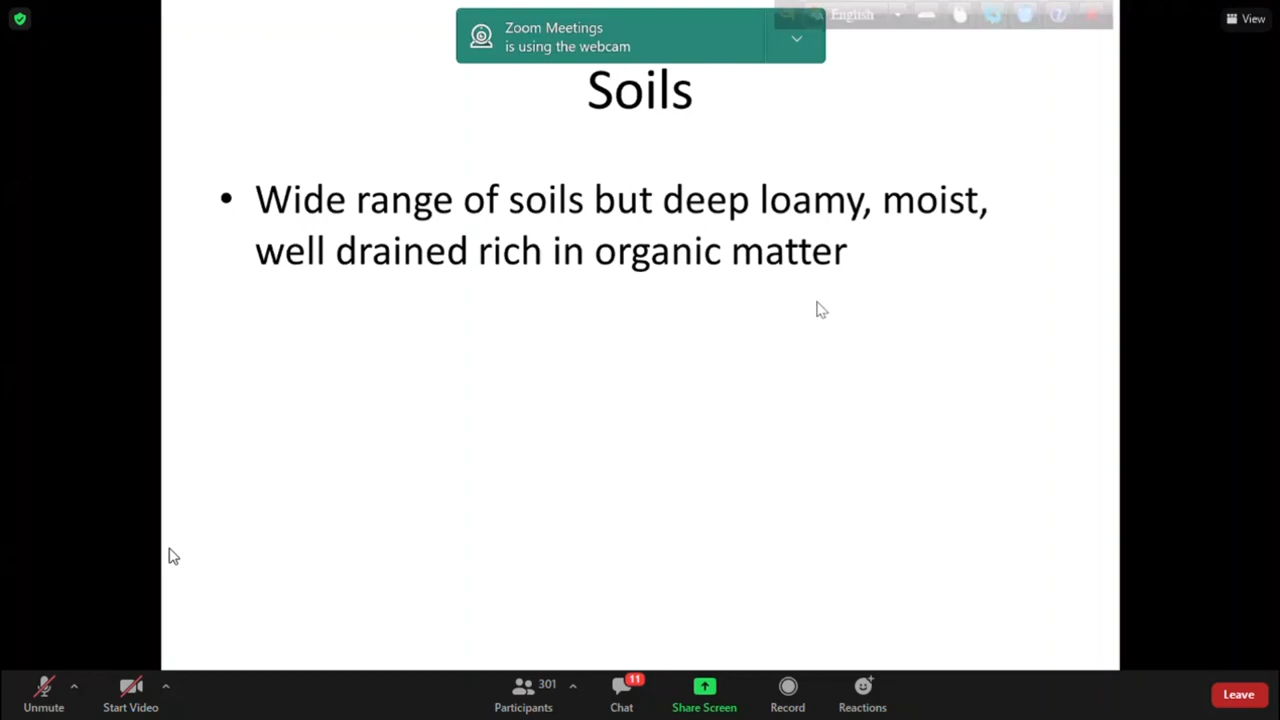 Zoom Meetings
is using the webcam
English
View
Soils
• Wide range of soils but deep loamy, moist,
well drained rich in organic matter
Unmute
Start Video
301
Participants
11
Chat
Share Screen
Record
Reactions
Leave